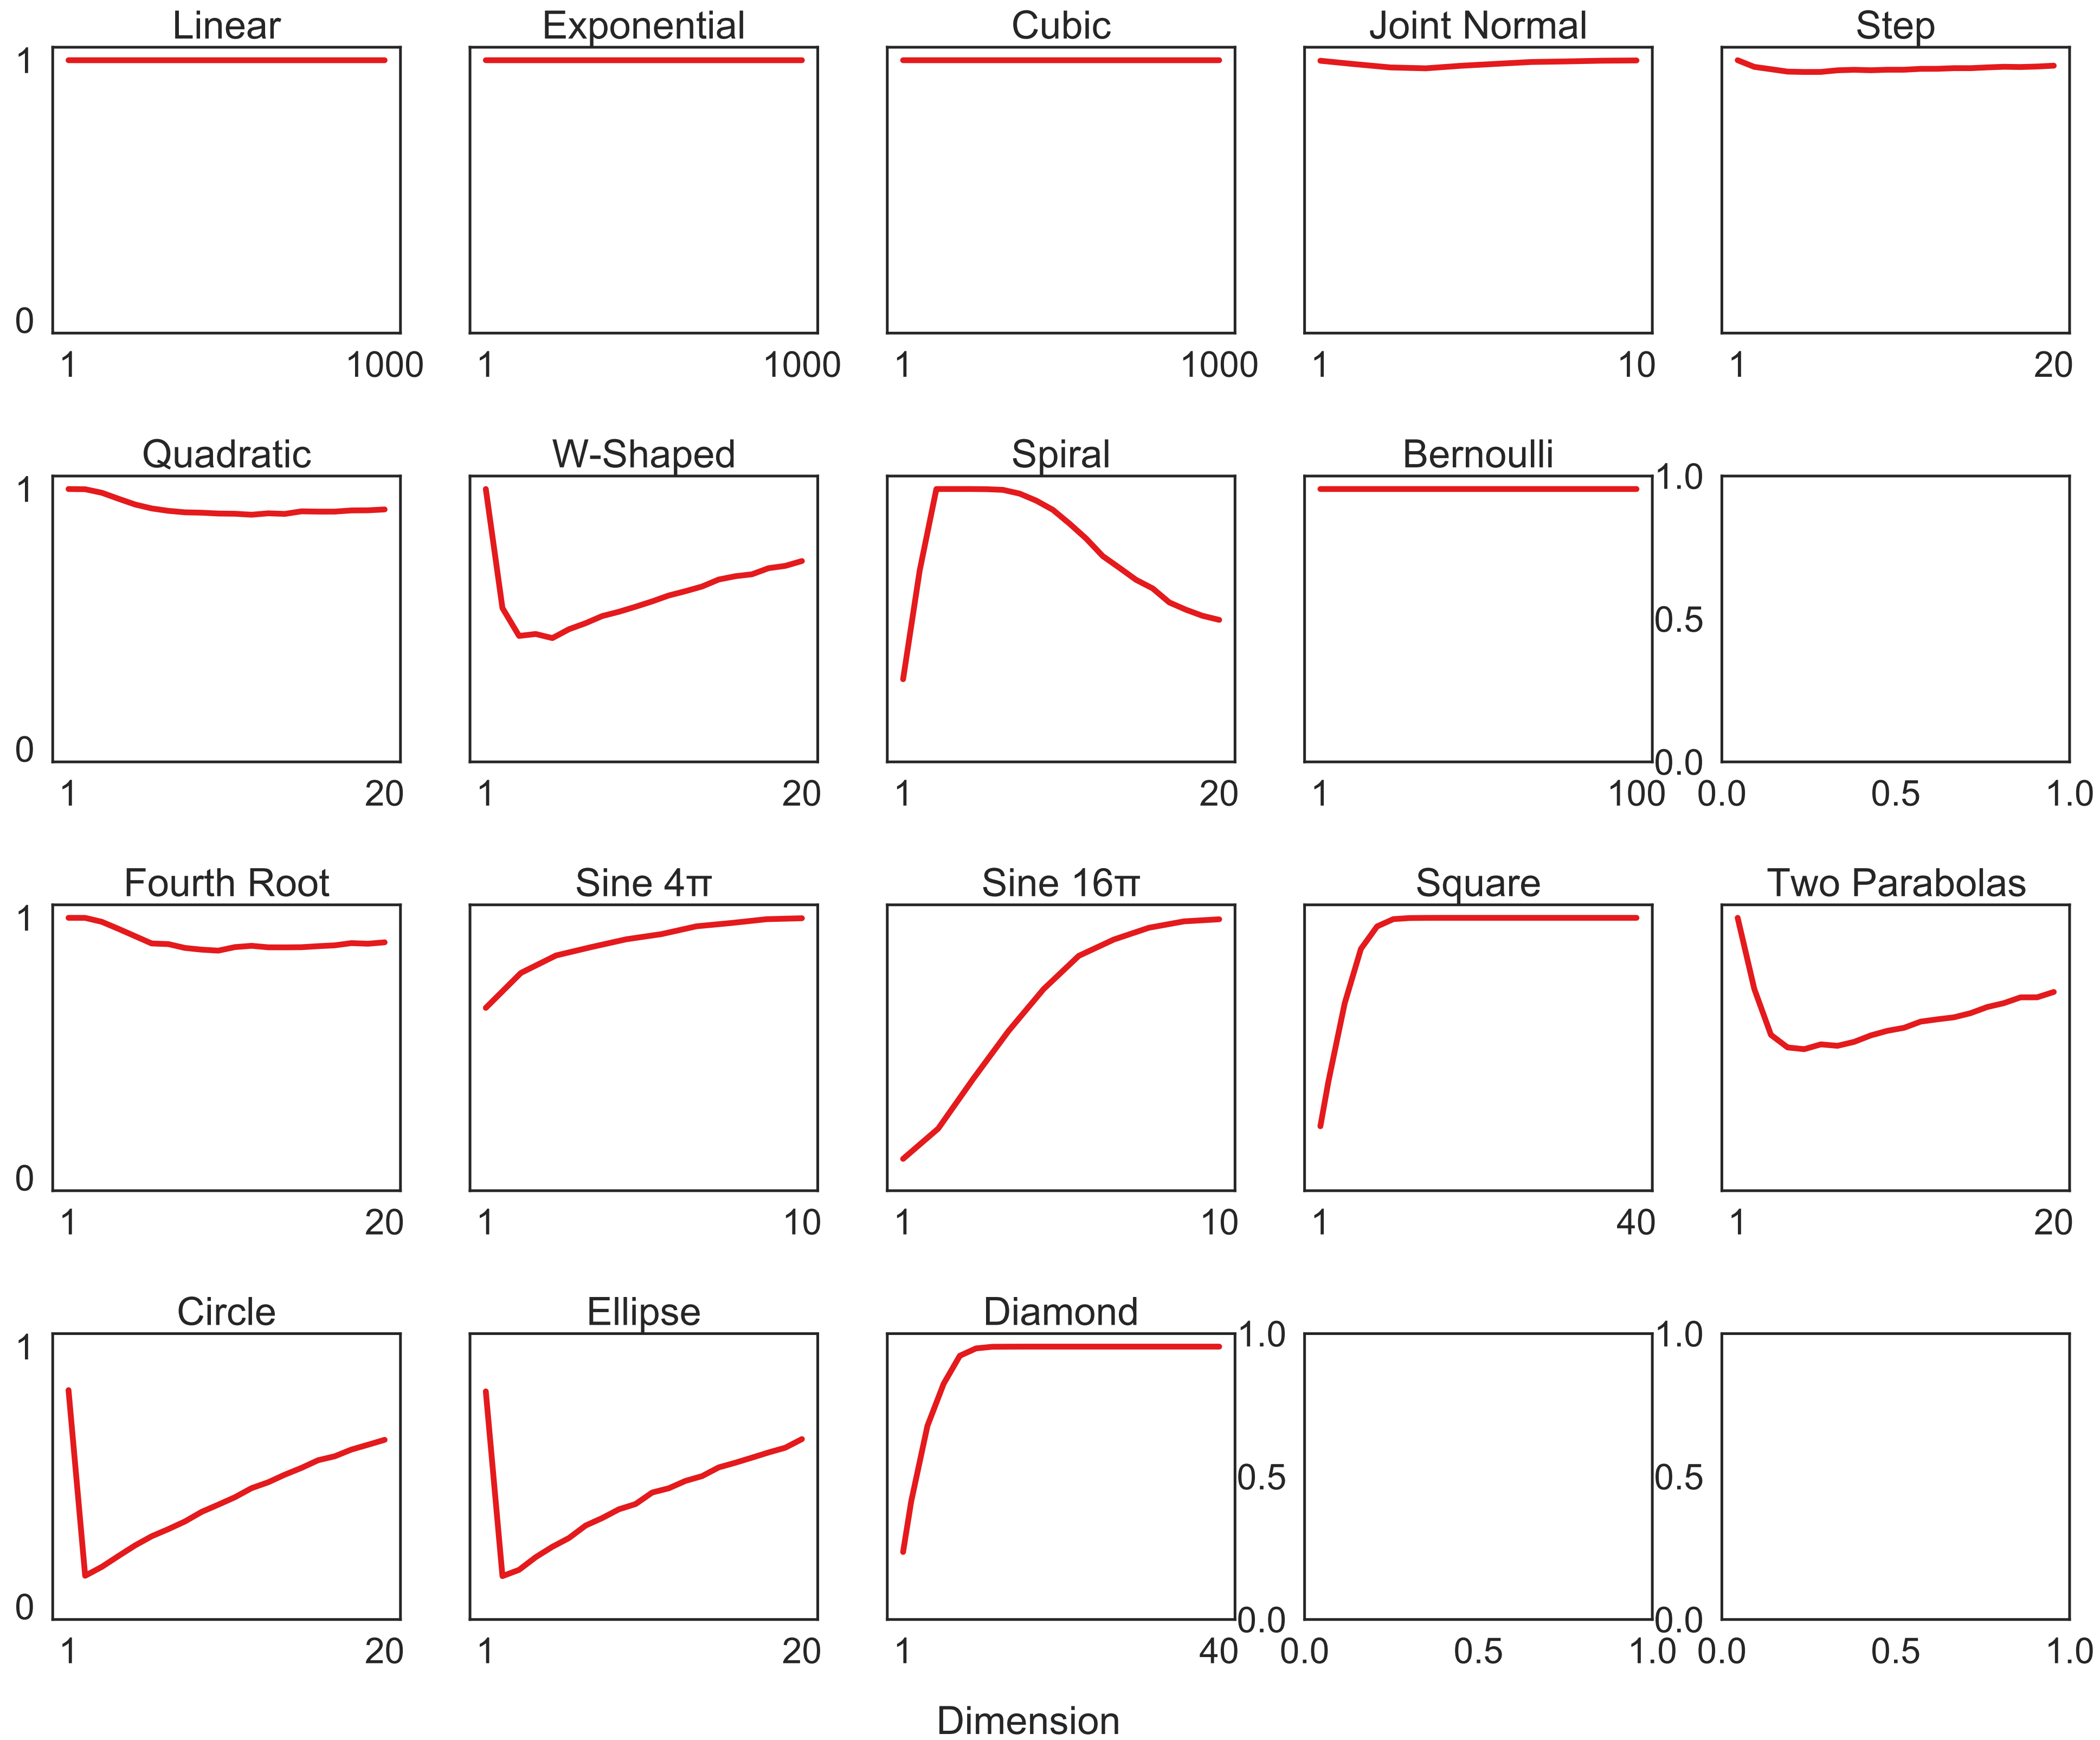 Linear Exponential Cubic Joint Normal Step
1
0
1 1000 1 1000 1 1000 1 10 1 20
Quadratic W-Shaped Spiral Bernoulli
1 1.0
0.5
0 0.0
1 20 1 20 1 20 1 100 0.0 0.5 1.0
Fourth Root Sine 4π Sine 16π Square Two Parabolas
1
0
1 20 1 10 1 10 1 40 1 20
Circle Ellipse Diamond
1 1.0 1.0
0.5 0.5
0 0.0 0.0
1 20 1 20 1 40 0.0 0.5 1.0 0.0 0.5 1.0
Dimension